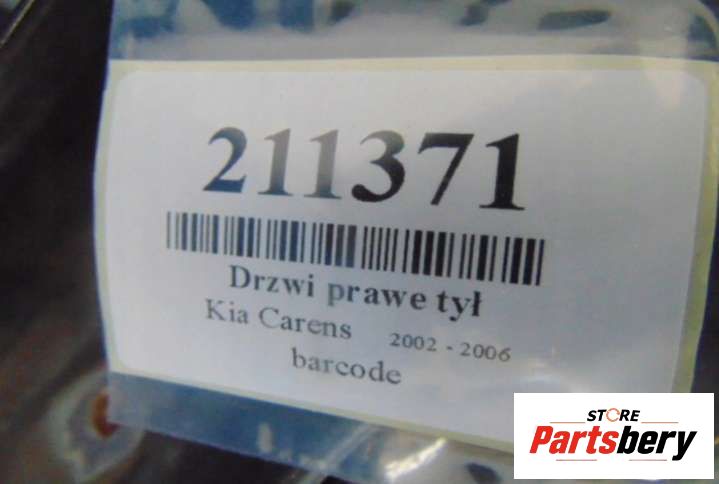 211371
Drzwi prawe tył
Kia Carens 2002 - 2006
barcode
STORE
Partsbery